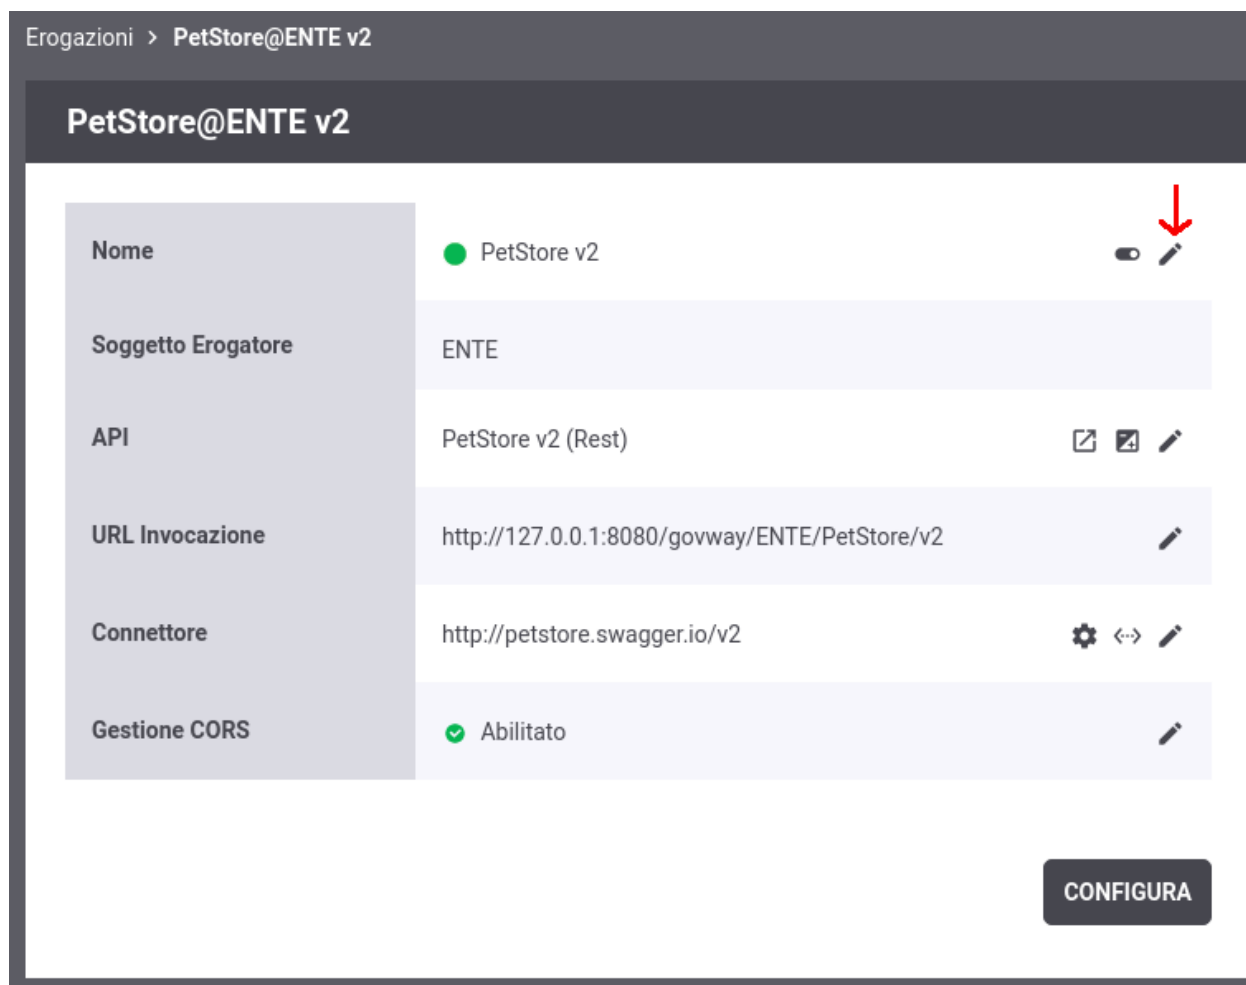 Erogazioni > PetStore@ENTE v2
PetStore@ENTE v2
Nome PetStore v2
Soggetto Erogatore ENTE
API PetStore v2 (Rest)
URL Invocazione http://127.0.0.1:8080/govway/ENTE/PetStore/v2
Connettore http://petstore.swagger.io/v2
Gestione CORS Abilitato
CONFIGURA